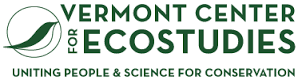 VERMONT CENTER
FOR ECOSTUDIES
UNITING PEOPLE & SCIENCE FOR CONSERVATION